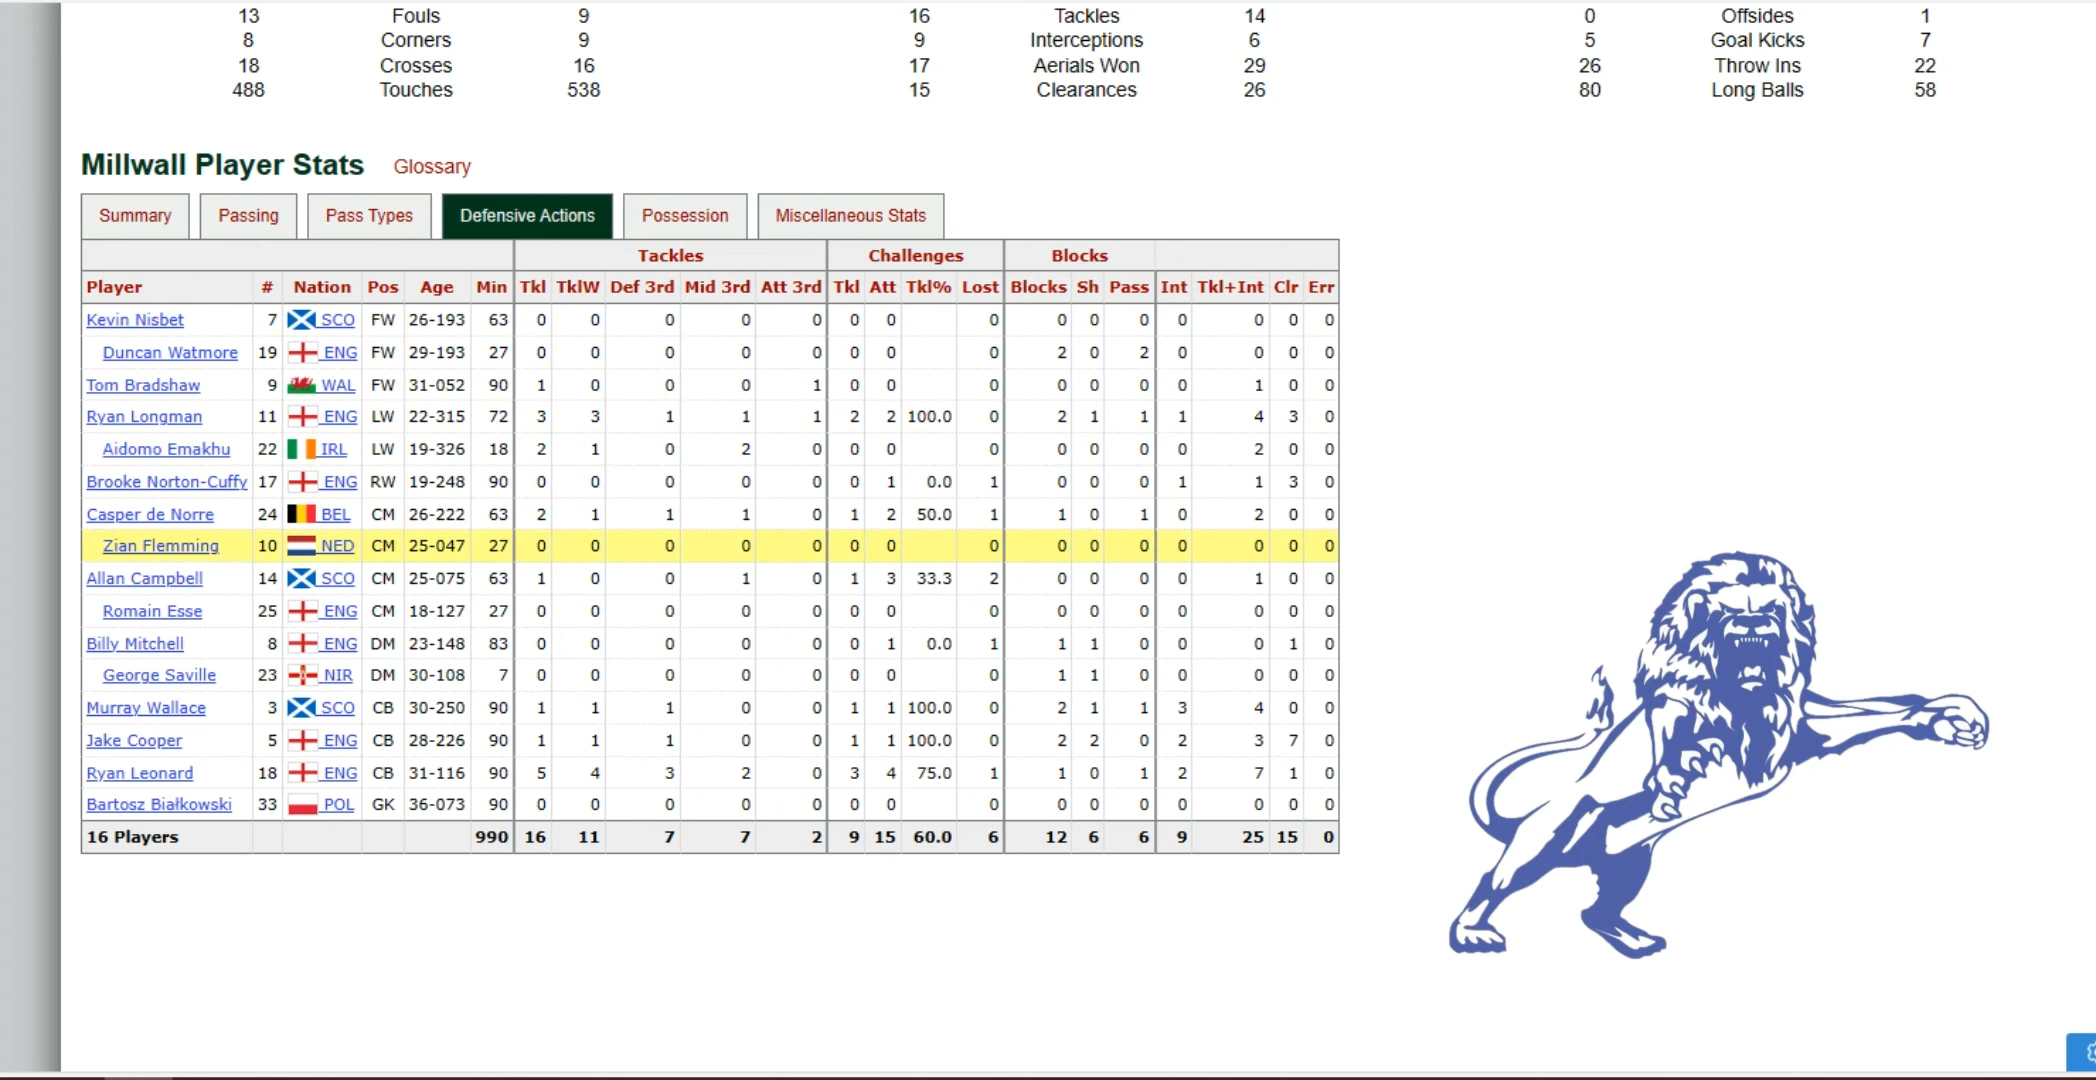 13 Fouls 9 16 Tackles 14 0 Offsides 1
8 Corners 9 9 Interceptions 6 5 Goal Kicks 7
18 Crosses 16 17 Aerials Won 29 26 Throw Ins 22
488 Touches 538 15 Clearances 26 80 Long Balls 58
Millwall Player Stats Glossary
Summary Passing Pass Types Defensive Actions Possession Miscellaneous Stats
Tackles Challenges Blocks
Player # Nation Pos Age Min Tkl TklW Def 3rd Mid 3rd Att 3rd Tkl Att Tkl% Lost Blocks Sh Pass Int Tkl+Int Clr Err
Kevin Nisbet 7 SCO FW 26-193 63 0 0 0 0 0 0 0 0 0 0 0 0 0 0 0
Duncan Watmore 19 ENG FW 29-193 27 0 0 0 0 0 0 0 0 2 0 2 0 0 0 0
Tom Bradshaw 9 WAL FW 31-052 90 1 0 0 0 1 0 0 0 0 0 0 0 1 0 0
Ryan Longman 11 ENG LW 22-315 72 3 3 1 1 1 2 2 100.0 0 2 1 1 1 4 3 0
Aidomo Emakhu 22 IRL LW 19-326 18 2 1 0 2 0 0 0 0 0 0 0 0 2 0 0
Brooke Norton-Cuffy 17 ENG RW 19-248 90 0 0 0 0 0 0 1 0.0 1 0 0 0 1 1 3 0
Casper de Norre 24 BEL CM 26-222 63 2 1 1 1 0 1 2 50.0 1 1 0 1 0 2 0 0
Zian Flemming 10 NED CM 25-047 27 0 0 0 0 0 0 0 0 0 0 0 0 0 0 0
Allan Campbell 14 SCO CM 25-075 63 1 0 0 1 0 1 3 33.3 2 0 0 0 0 1 0 0
Romain Esse 25 ENG CM 18-127 27 0 0 0 0 0 0 0 0 0 0 0 0 0 0 0
Billy Mitchell 8 ENG DM 23-148 83 0 0 0 0 0 0 1 0.0 1 1 1 0 0 0 1 0
George Saville 23 NIR DM 30-108 7 0 0 0 0 0 0 0 0 1 1 0 0 0 0 0
Murray Wallace 3 SCO CB 30-250 90 1 1 1 0 0 1 1 100.0 0 2 1 1 3 4 0 0
Jake Cooper 5 ENG CB 28-226 90 1 1 1 0 0 1 1 100.0 0 2 2 0 2 3 7 0
Ryan Leonard 18 ENG CB 31-116 90 5 4 3 2 0 3 4 75.0 1 1 0 1 2 7 1 0
Bartosz Białkowski 33 POL GK 36-073 90 0 0 0 0 0 0 0 0 0 0 0 0 0 0 0
16 Players 990 16 11 7 7 2 9 15 60.0 6 12 6 6 9 25 15 0